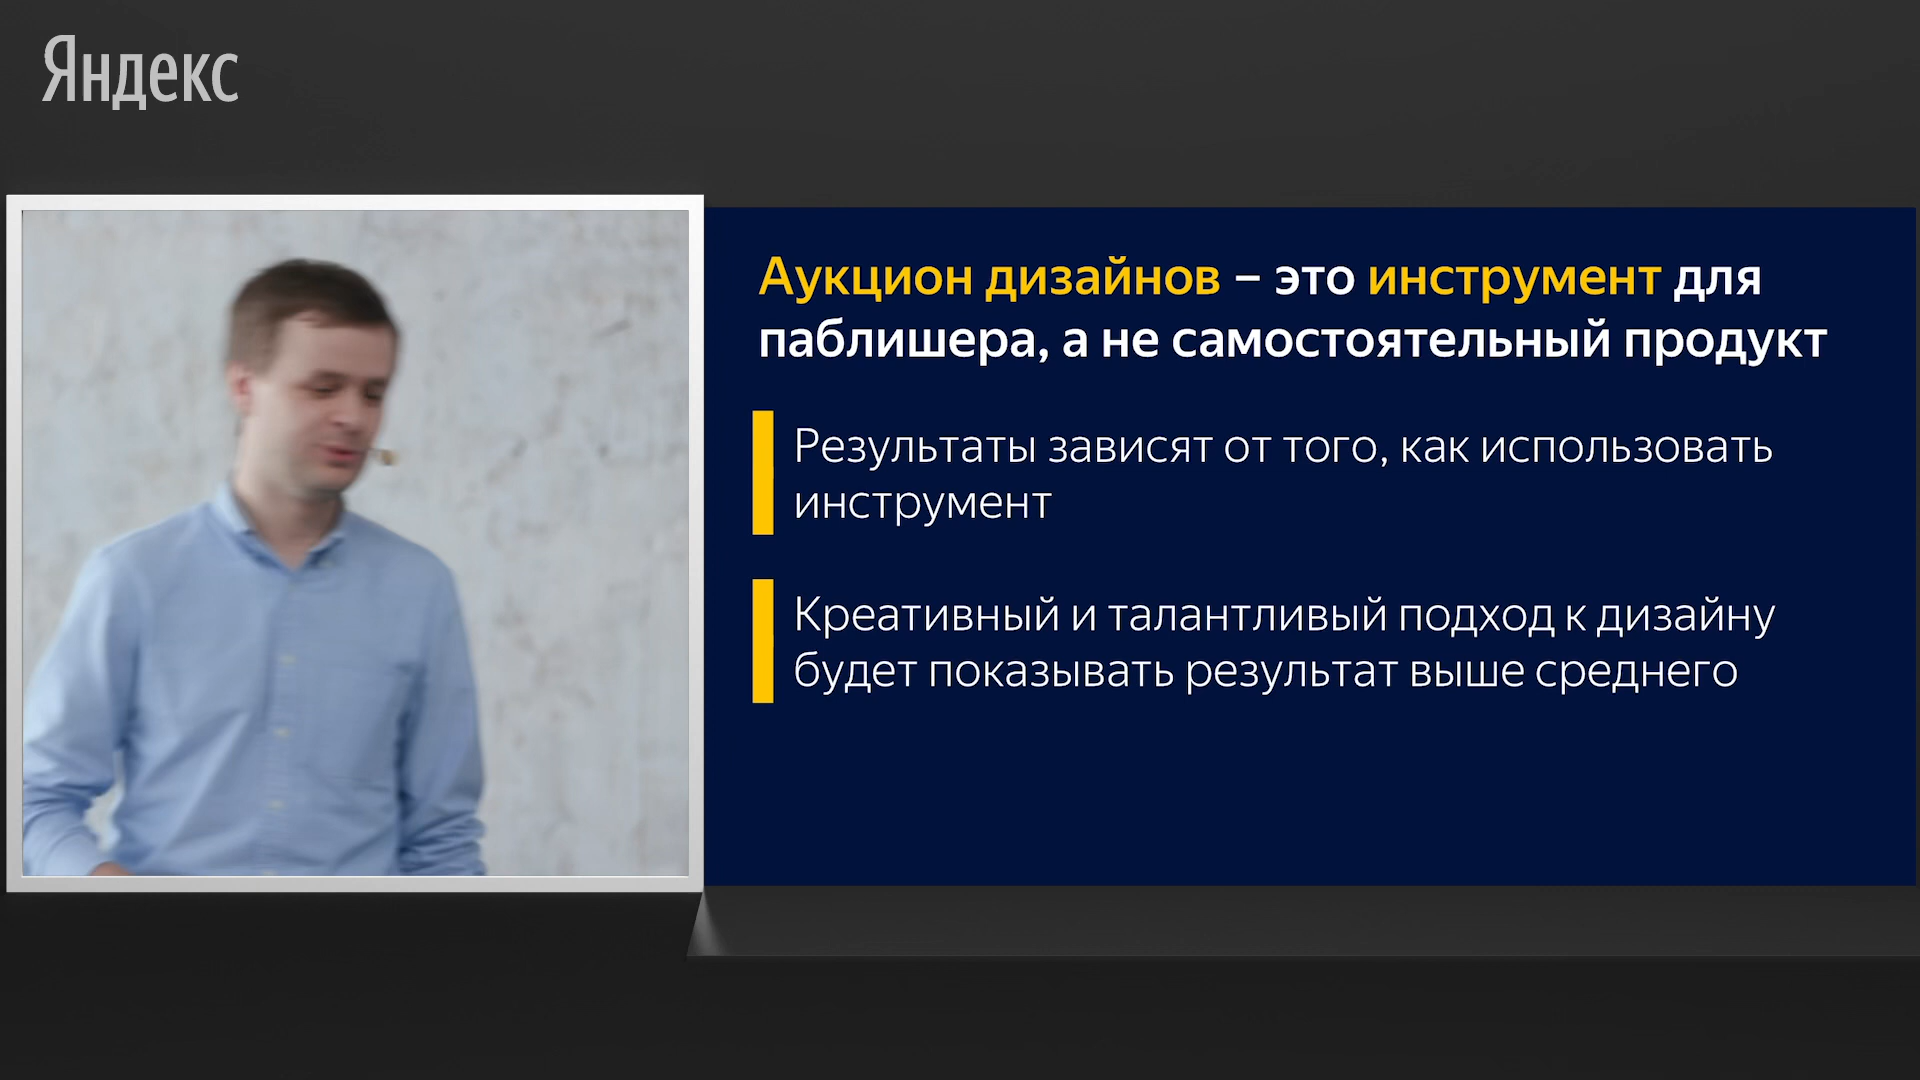 Яндекс
Аукцион дизайнов – это инструмент для
паблишера, а не самостоятельный продукт
Результаты зависят от того, как использовать
инструмент
Креативный и талантливый подход к дизайну
будет показывать результат выше среднего